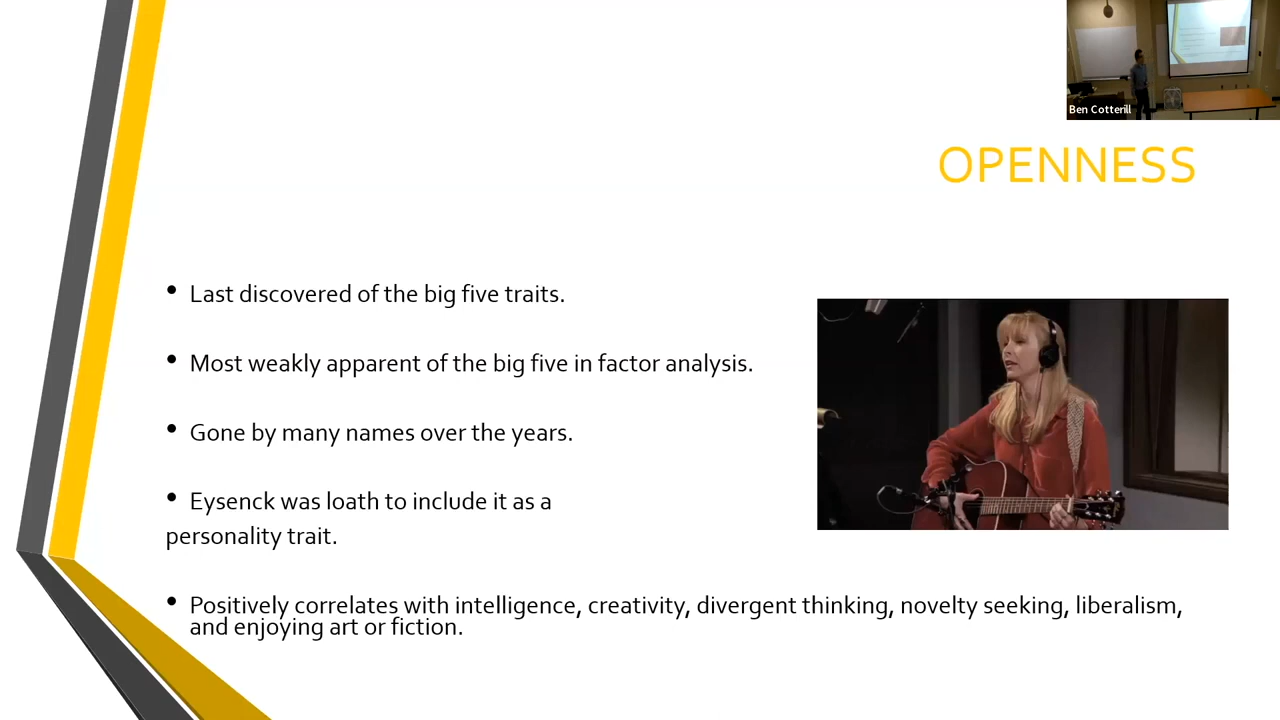 Ben Cotterill
OPENNESS
• Last discovered of the big five traits.
• Most weakly apparent of the big five in factor analysis.
• Gone by many names over the years.
• Eysenck was loath to include it as a
personality trait.
• Positively correlates with intelligence, creativity, divergent thinking, novelty seeking, liberalism,
and enjoying art or fiction.